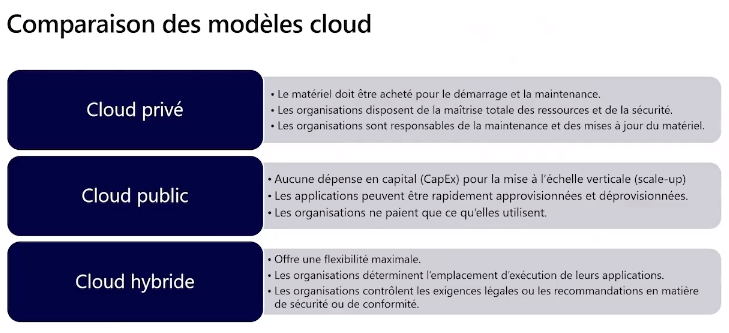 Comparaison des modèles cloud
Cloud privé
• Le matériel doit être acheté pour le démarrage et la maintenance.
• Les organisations disposent de la maîtrise totale des ressources et de la sécurité.
• Les organisations sont responsables de la maintenance et des mises à jour du matériel.
Cloud public
• Aucune dépense en capital (CapEx) pour la mise à l'échelle verticale (scale-up)
• Les applications peuvent être rapidement approvisionnées et déprovisionnées.
• Les organisations ne paient que ce qu'elles utilisent.
Cloud hybride
• Offre une flexibilité maximale.
• Les organisations déterminent l'emplacement d'exécution de leurs applications.
• Les organisations contrôlent les exigences légales ou les recommandations en matière
de sécurité ou de conformité.